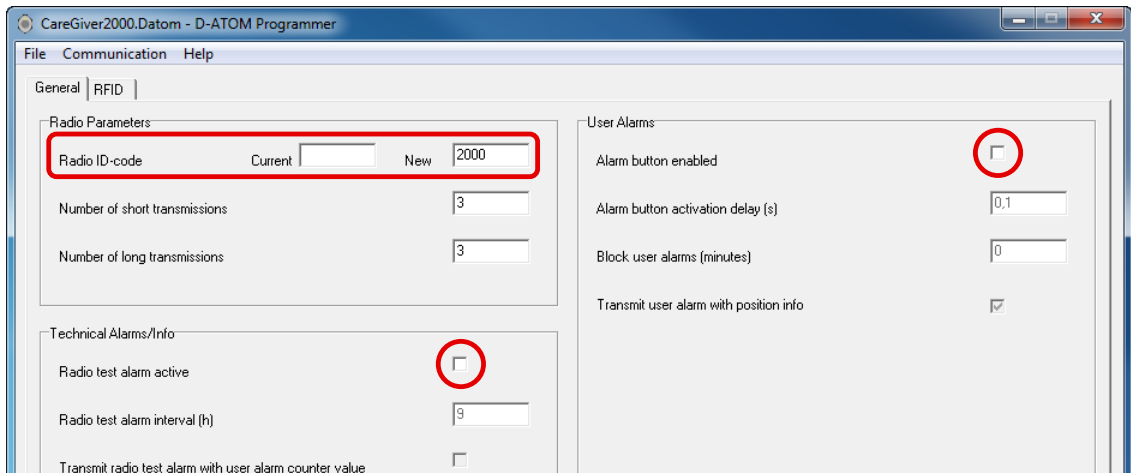 CareGiver2000.Datom - D-ATOM Programmer
File Communication Help
General RFID
Radio Parameters
Radio ID-code Current New 2000
Number of short transmissions 3
Number of long transmissions 3
Technical Alarms/Info
Radio test alarm active
Radio test alarm interval (h) 9
Transmit radio test alarm with user alarm counter value
User Alarms
Alarm button enabled
Alarm button activation delay (s) 0,1
Block user alarms (minutes) 0
Transmit user alarm with position info